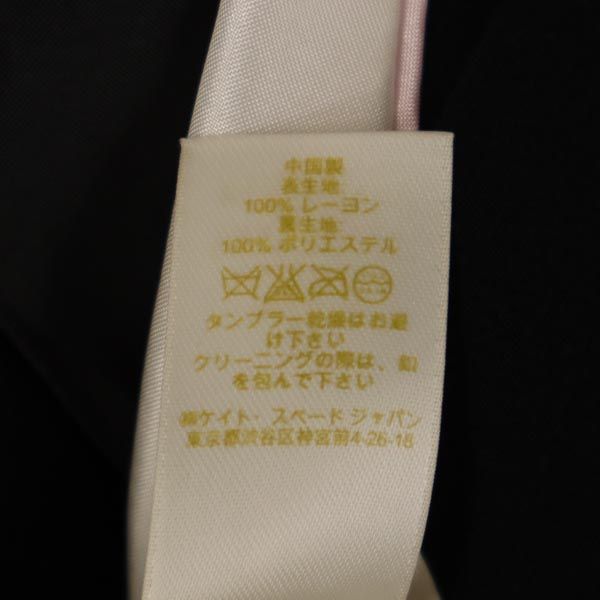 中国製
表生地:
100% レーヨン
裏生地:
100% ポリエステル
タンブラー乾燥はお避
け下さい
クリーニングの際は、釦
を包んで下さい
㈱ケイト・スペード ジャパン
東京都渋谷区神宮前4-26-18